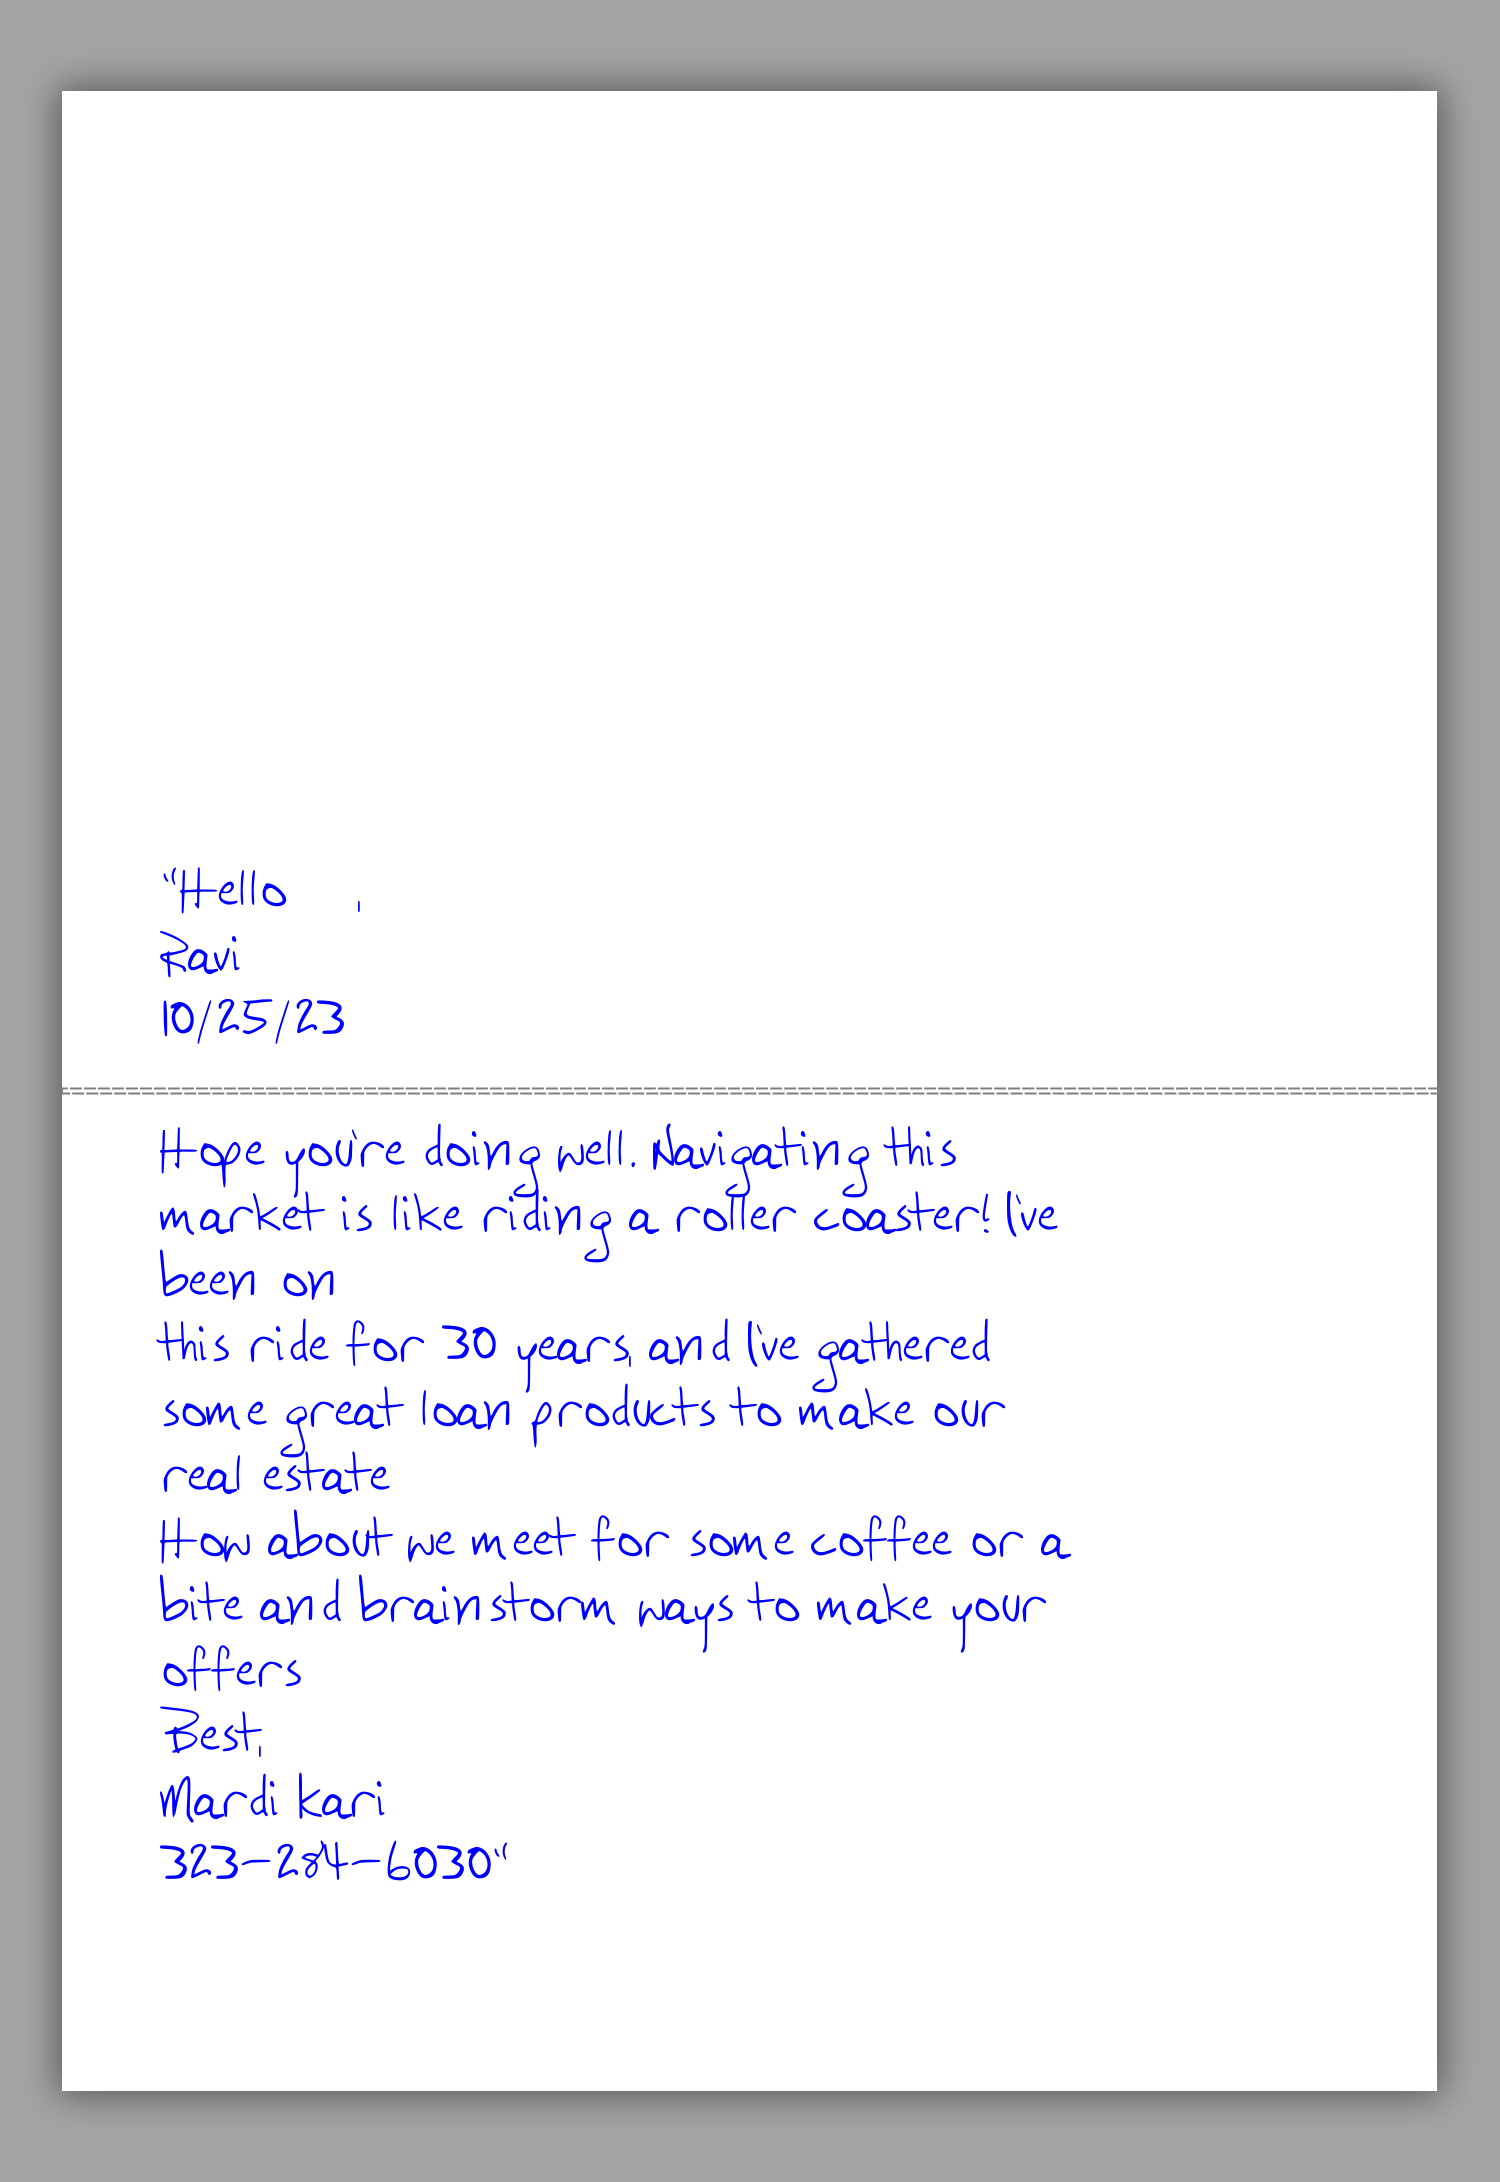 "Hello    ,
Ravi
10/25/23
Hope you're doing well. Navigating this
market is like riding a roller coaster! I've
been on
this ride for 30 years, and I've gathered
some great loan products to make our
real estate
How about we meet for some coffee or a
bite and brainstorm ways to make your
offers
Best,
Mardi Kari
323-284-6030"